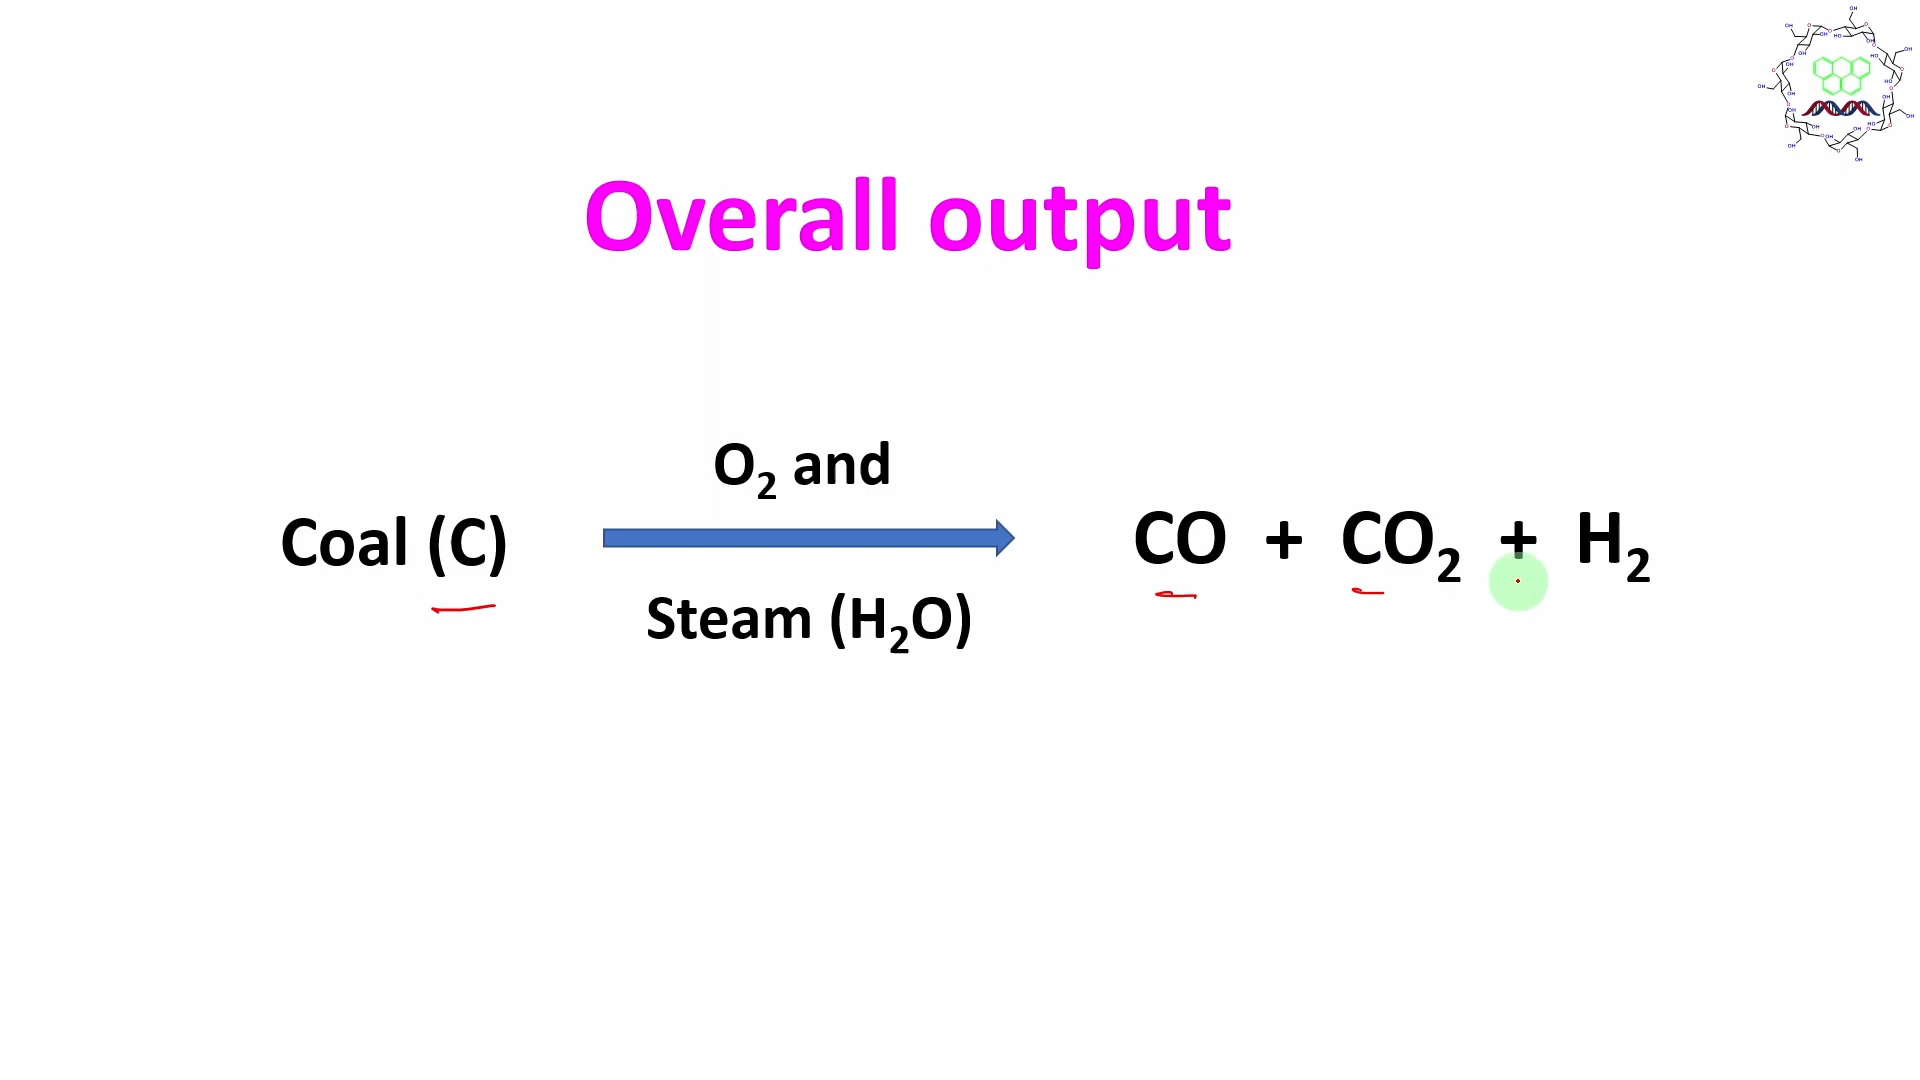 Overall output
O₂ and
Coal (C)
CO + CO₂ + H₂
Steam (H₂O)